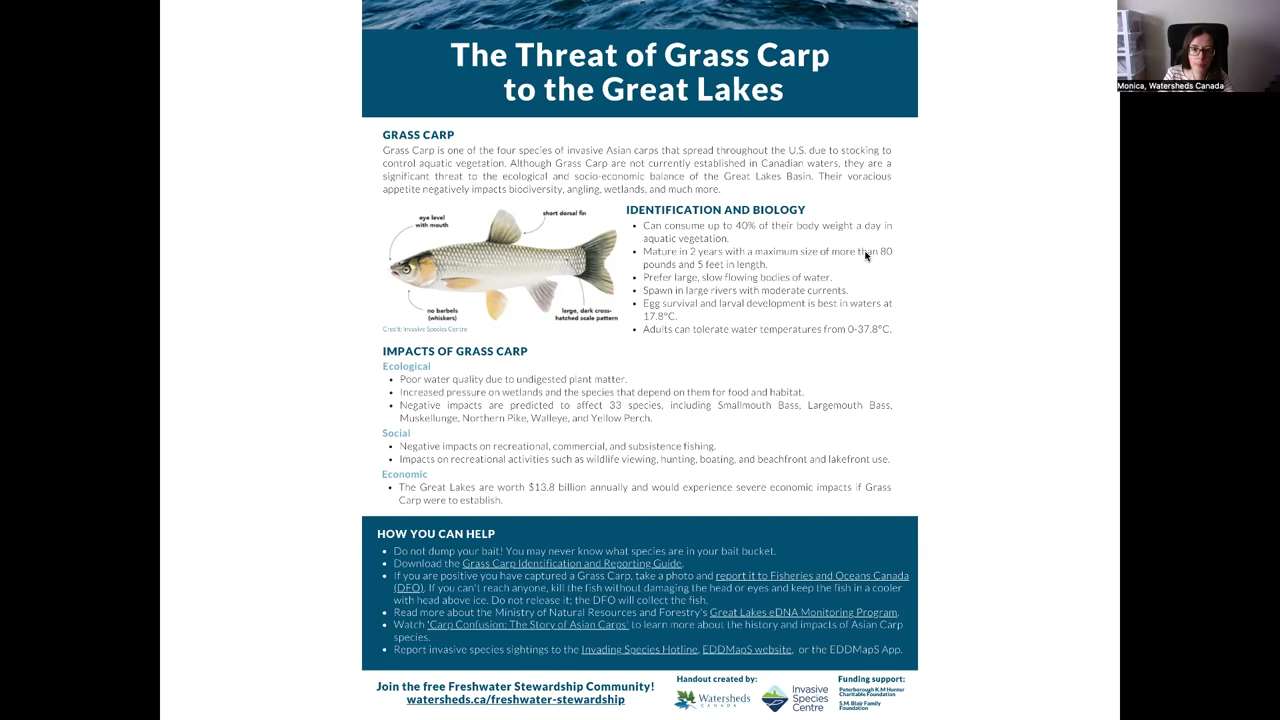 The Threat of Grass Carp
to the Great Lakes
Monica, Watersheds Canada
GRASS CARP
Grass Carp is one of the four species of invasive Asian carps that spread throughout the U.S. due to stocking to
control aquatic vegetation. Although Grass Carp are not currently established in Canadian waters, they are a
significant threat to the ecological and socio-economic balance of the Great Lakes Basin. Their voracious
appetite negatively impacts biodiversity, angling, wetlands, and much more.
eye level
with mouth
short dorsal fin
no barbels
(whiskers)
large, dark cross-
hatched scale pattern
Credit: Invasive Species Centre
IDENTIFICATION AND BIOLOGY
• Can consume up to 40% of their body weight a day in
aquatic vegetation.
• Mature in 2 years with a maximum size of more than 80
pounds and 5 feet in length.
• Prefer large, slow flowing bodies of water.
• Spawn in large rivers with moderate currents.
• Egg survival and larval development is best in waters at
17.8°C.
• Adults can tolerate water temperatures from 0-37.8°C.
IMPACTS OF GRASS CARP
Ecological
• Poor water quality due to undigested plant matter.
• Increased pressure on wetlands and the species that depend on them for food and habitat.
• Negative impacts are predicted to affect 33 species, including Smallmouth Bass, Largemouth Bass,
Muskellunge, Northern Pike, Walleye, and Yellow Perch.
Social
• Negative impacts on recreational, commercial, and subsistence fishing.
• Impacts on recreational activities such as wildlife viewing, hunting, boating, and beachfront and lakefront use.
Economic
• The Great Lakes are worth $13.8 billion annually and would experience severe economic impacts if Grass
Carp were to establish.
HOW YOU CAN HELP
• Do not dump your bait! You may never know what species are in your bait bucket.
• Download the Grass Carp Identification and Reporting Guide.
• If you are positive you have captured a Grass Carp, take a photo and report it to Fisheries and Oceans Canada
(DFO). If you can't reach anyone, kill the fish without damaging the head or eyes and keep the fish in a cooler
with head above ice. Do not release it; the DFO will collect the fish.
• Read more about the Ministry of Natural Resources and Forestry's Great Lakes eDNA Monitoring Program.
• Watch 'Carp Confusion: The Story of Asian Carps' to learn more about the history and impacts of Asian Carp
species.
• Report invasive species sightings to the Invading Species Hotline, EDDMapS website, or the EDDMapS App.
Join the free Freshwater Stewardship Community!
watersheds.ca/freshwater-stewardship
Handout created by:
Watersheds
CANADA
Invasive
Species
Centre
Funding support:
Peterborough K.M Hunter
Charitable Foundation
S.M. Blair Family
Foundation